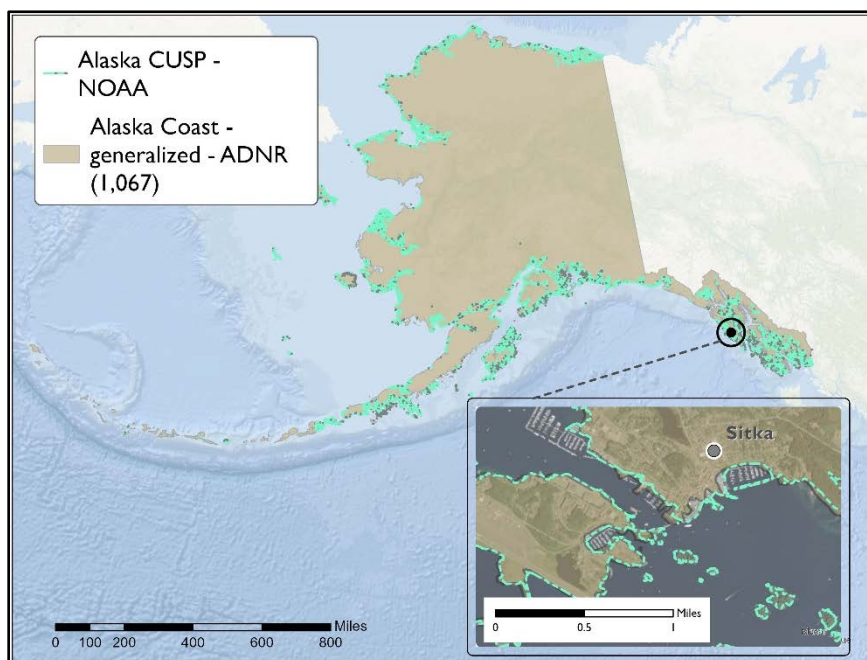 Alaska CUSP -
NOAA
Alaska Coast -
generalized - ADNR
(1,067)
Sitka
Miles
0 100 200 400 600 800
Miles
0 0.5 1